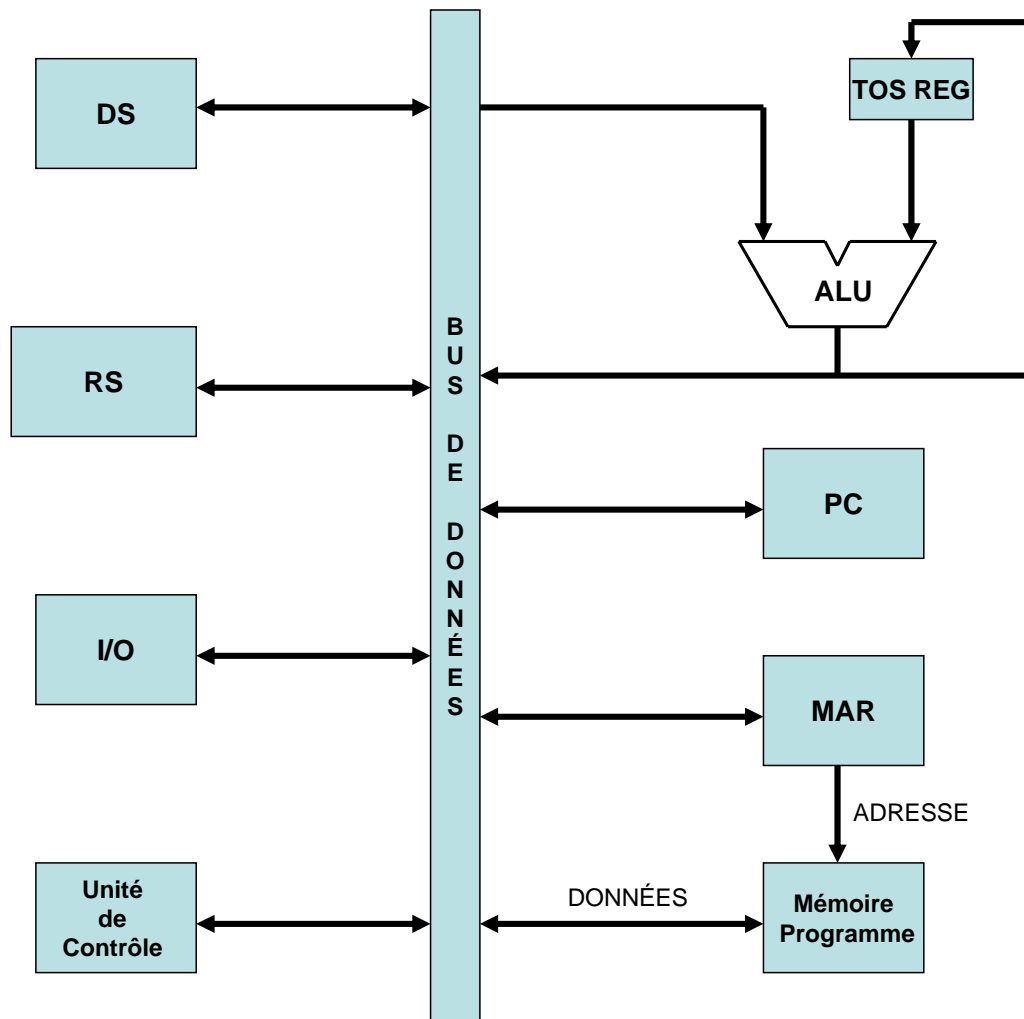 DS
TOS REG
ALU
RS
BUS DE DONNÉES
PC
I/O
MAR
ADRESSE
Unité
de
Contrôle
DONNÉES
Mémoire
Programme